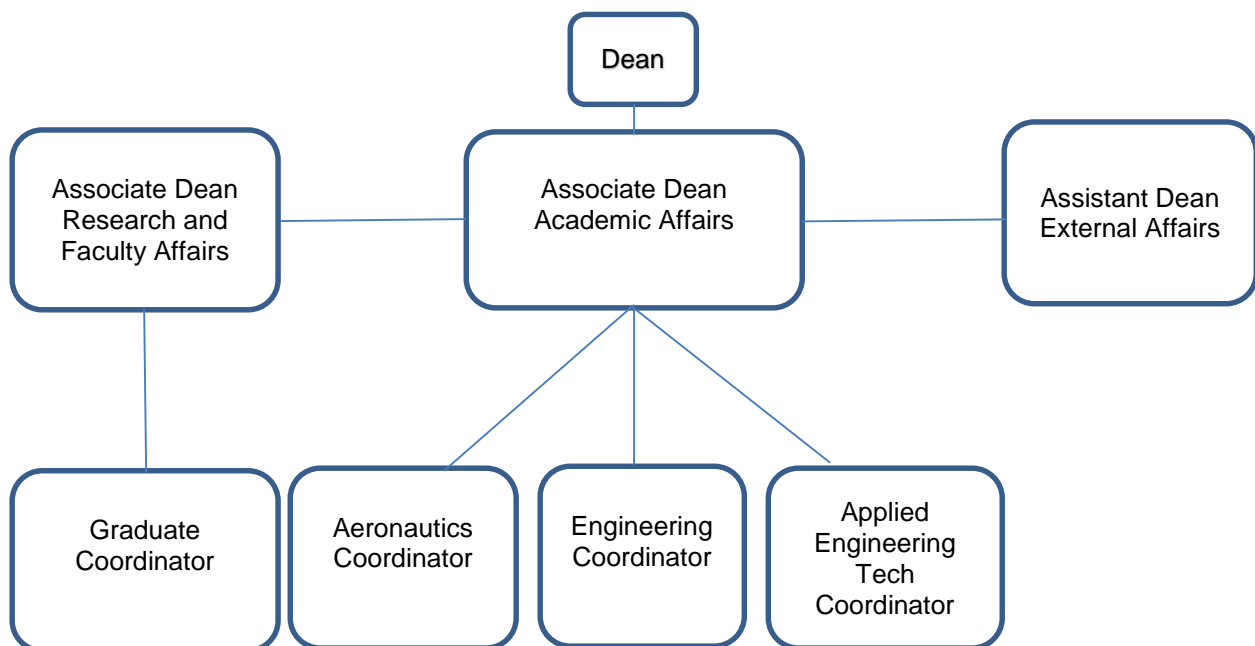 Dean
Associate Dean
Research and
Faculty Affairs
Associate Dean
Academic Affairs
Assistant Dean
External Affairs
Graduate
Coordinator
Aeronautics
Coordinator
Engineering
Coordinator
Applied
Engineering
Tech
Coordinator